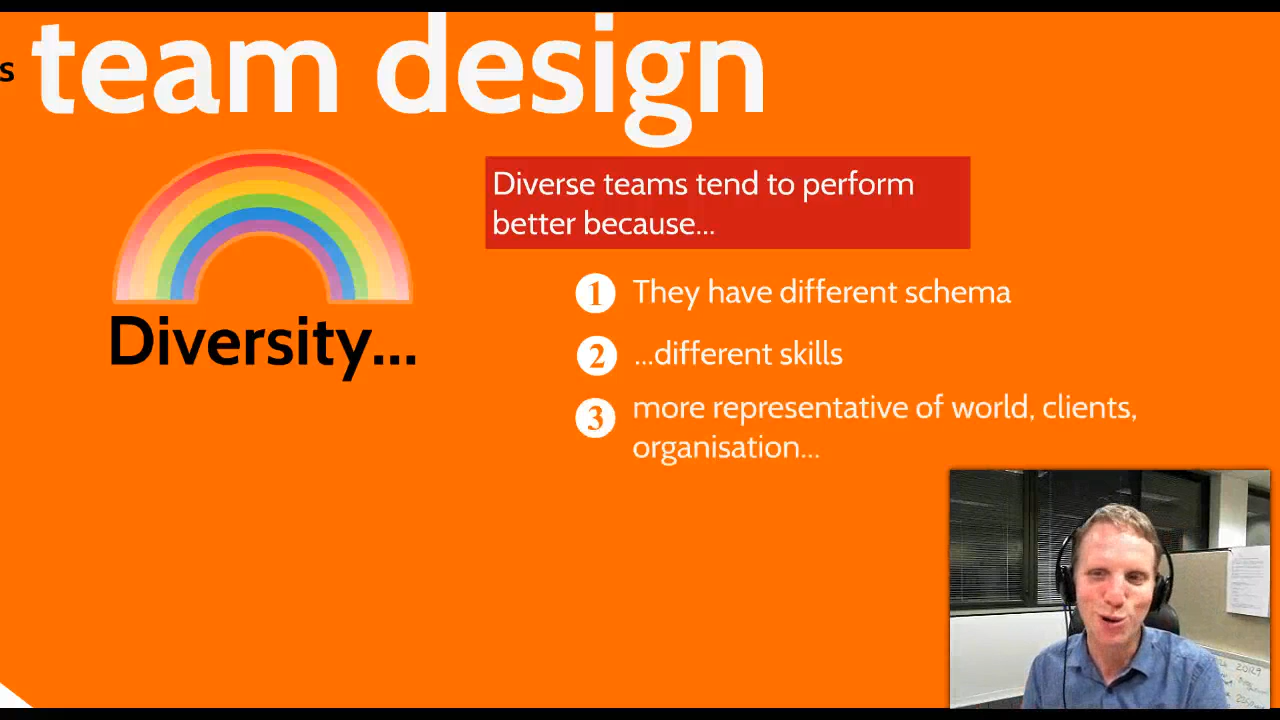 s team design
Diverse teams tend to perform
better because...
Diversity...
1 They have different schema
2 ...different skills
3 more representative of world, clients,
organisation...